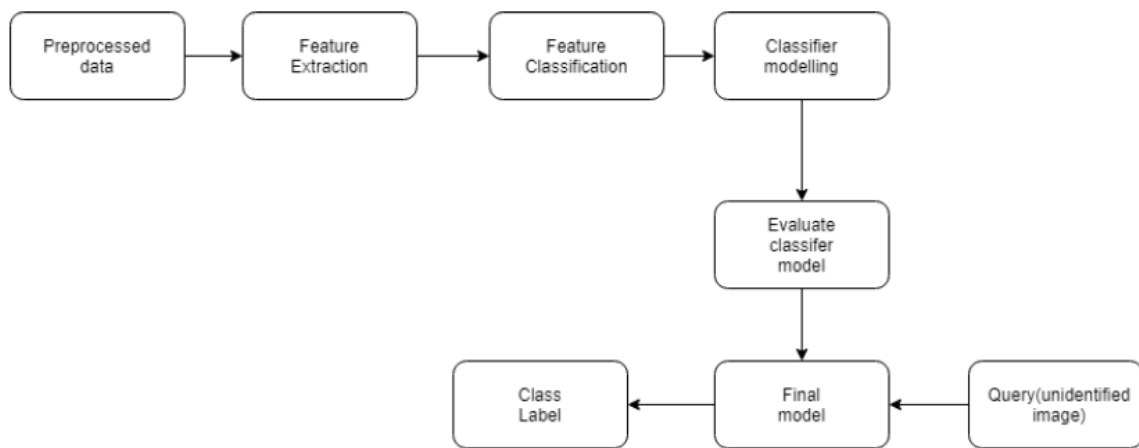 Preprocessed
data
Feature
Extraction
Feature
Classification
Classifier
modelling
Evaluate
classifer
model
Class
Label
Final
model
Query(unidentified
image)